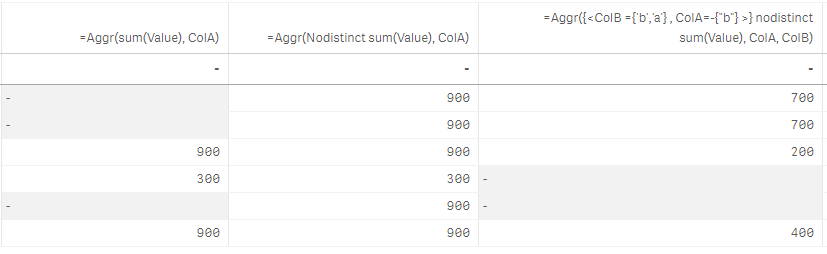 =Aggr({<ColB ={'b','a'} , ColA=-{"b"} >} nodistinct
=Aggr(sum(Value), ColA) =Aggr(Nodistinct sum(Value), ColA) sum(Value), ColA, ColB)
- - -
- 900 700
- 900 700
900 900 200
300 300 -
- 900 -
900 900 400